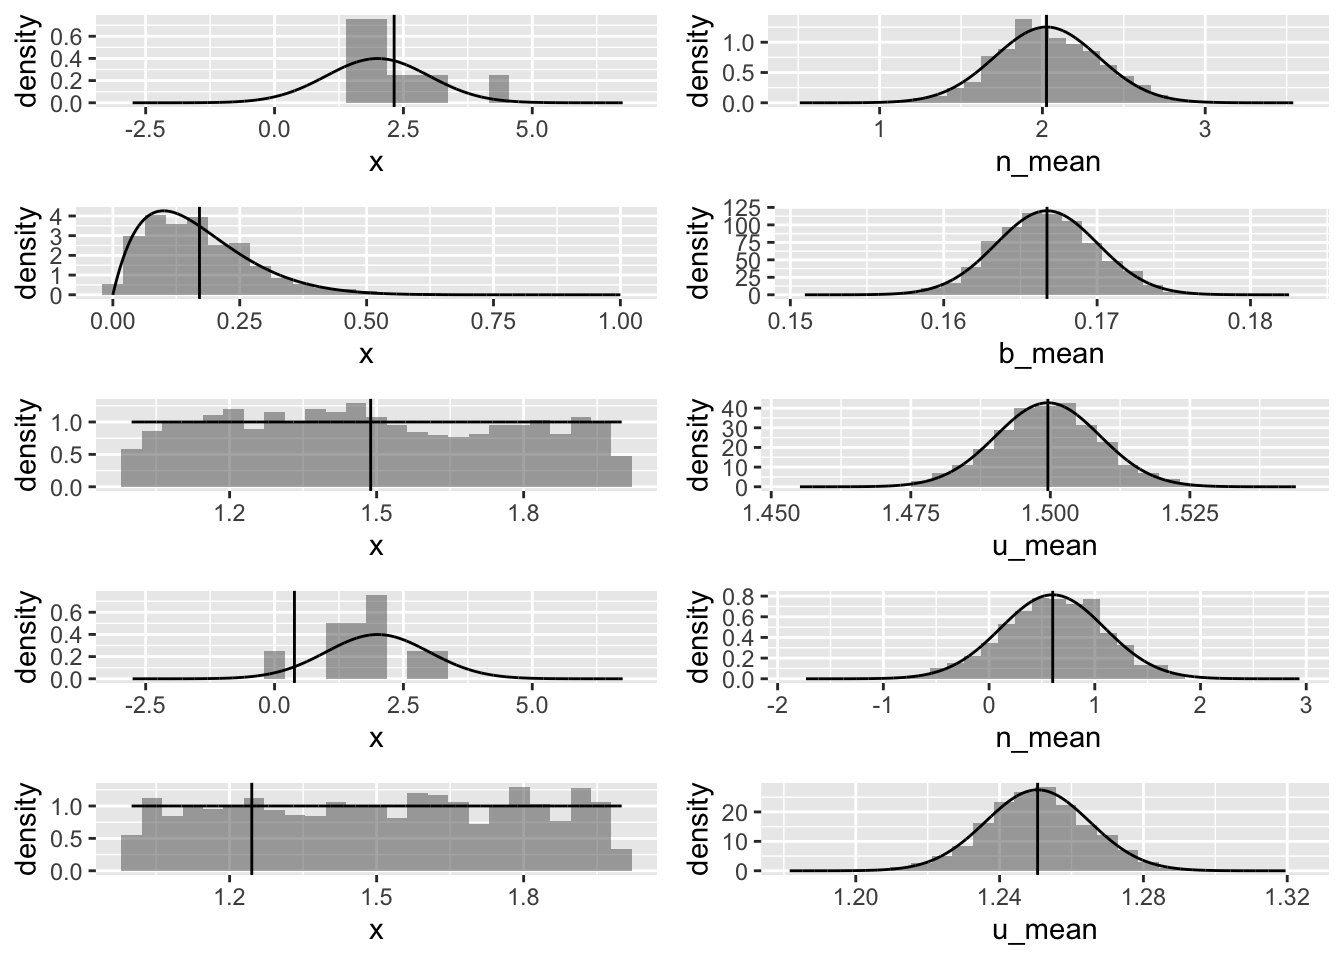 density
0.6
0.4
0.2
0.0
-2.5 0.0 2.5 5.0
x
density
1.0
0.5
0.0
1 2 3
n_mean
density
4
3
2
1
0
0.00 0.25 0.50 0.75 1.00
x
density
125
100
75
50
25
0
0.15 0.16 0.17 0.18
b_mean
density
1.0
0.5
0.0
1.2 1.5 1.8
x
density
40
30
20
10
0
1.450 1.475 1.500 1.525
u_mean
density
0.6
0.4
0.2
0.0
-2.5 0.0 2.5 5.0
x
density
0.8
0.6
0.4
0.2
0.0
-2 -1 0 1 2 3
n_mean
density
1.0
0.5
0.0
1.2 1.5 1.8
x
density
20
10
0
1.20 1.24 1.28 1.32
u_mean